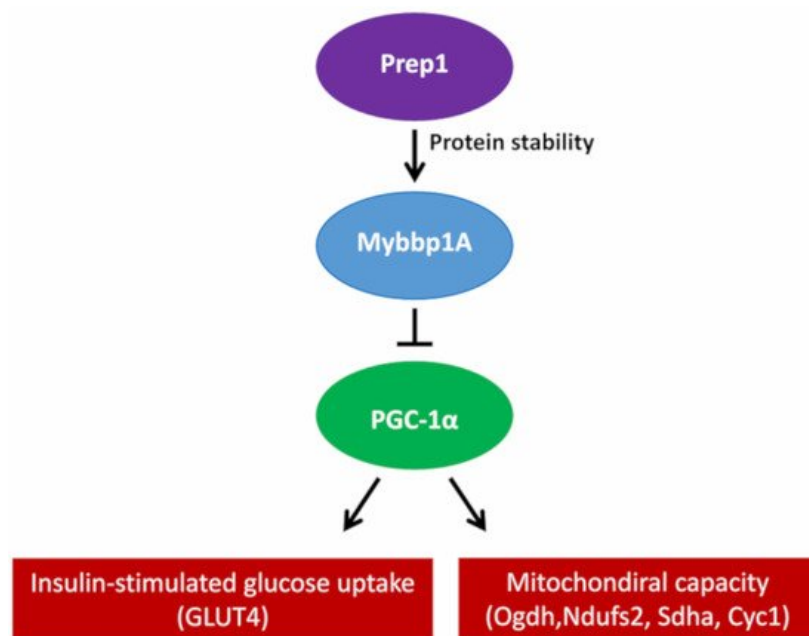 Prep1
Protein stability
Mybbp1A
PGC-1α
Insulin-stimulated glucose uptake
(GLUT4)
Mitochondiral capacity
(Ogdh,Ndufs2, Sdha, Cyc1)